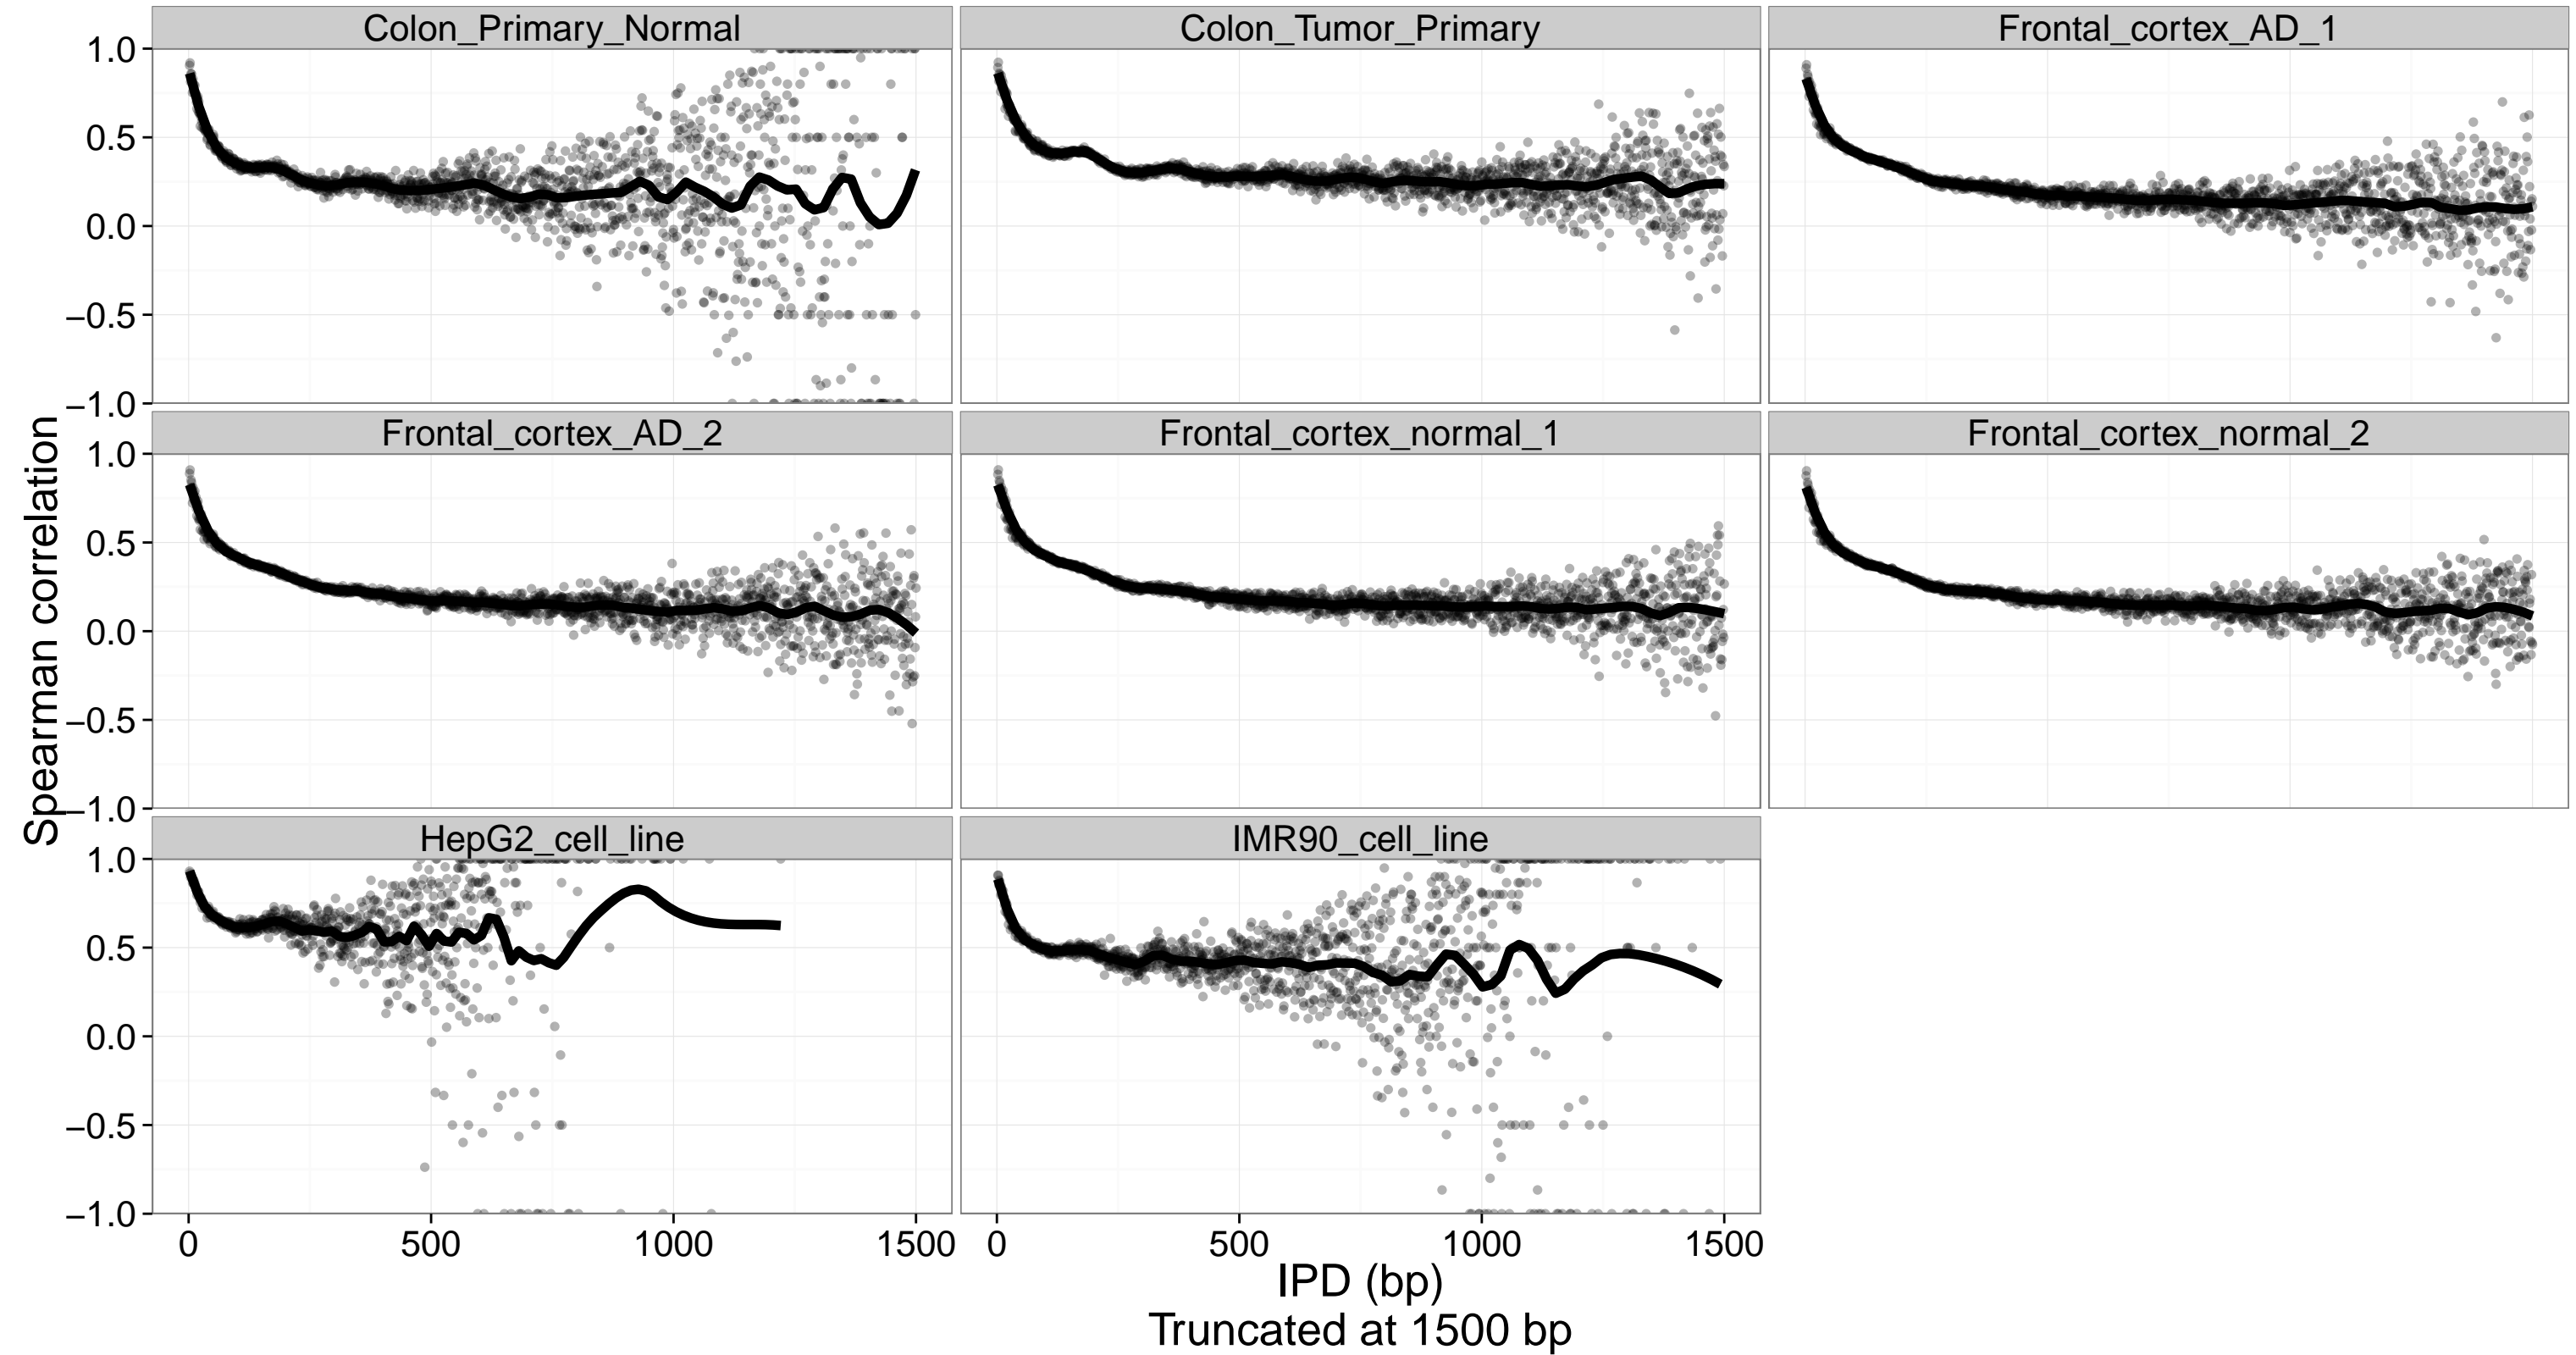 Colon_Primary_Normal
Colon_Tumor_Primary
Frontal_cortex_AD_1
1.0
0.5
0.0
−0.5
−1.0
Frontal_cortex_AD_2
Frontal_cortex_normal_1
Frontal_cortex_normal_2
1.0
0.5
0.0
−0.5
−1.0
Spearman correlation
HepG2_cell_line
IMR90_cell_line
1.0
0.5
0.0
−0.5
−1.0
0 500 1000 1500
0 500 1000 1500
IPD (bp)
Truncated at 1500 bp